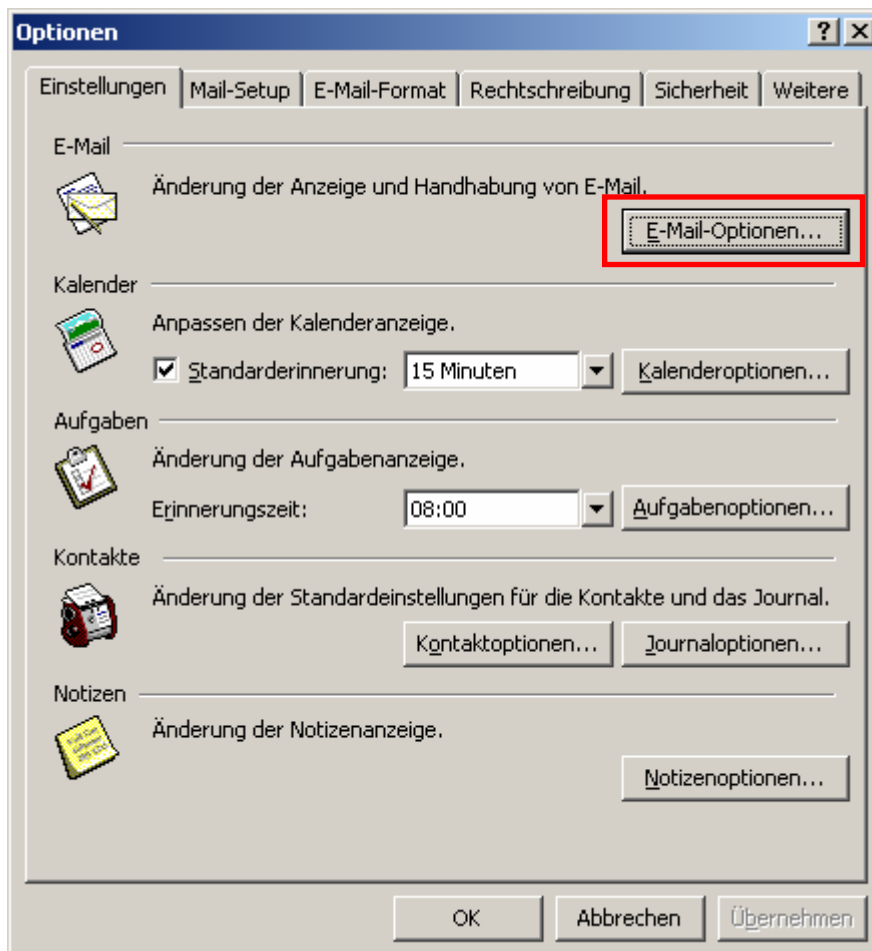 Optionen
Einstellungen Mail-Setup E-Mail-Format Rechtschreibung Sicherheit Weitere
E-Mail
Änderung der Anzeige und Handhabung von E-Mail.
E-Mail-Optionen...
Kalender
Anpassen der Kalenderanzeige.
Standarderinnerung: 15 Minuten Kalenderoptionen...
Aufgaben
Änderung der Aufgabenanzeige.
Erinnerungszeit: 08:00 Aufgabenoptionen...
Kontakte
Änderung der Standardeinstellungen für die Kontakte und das Journal.
Kontaktoptionen... Journaloptionen...
Notizen
Änderung der Notizenanzeige.
Notizenoptionen...
OK Abbrechen Übernehmen